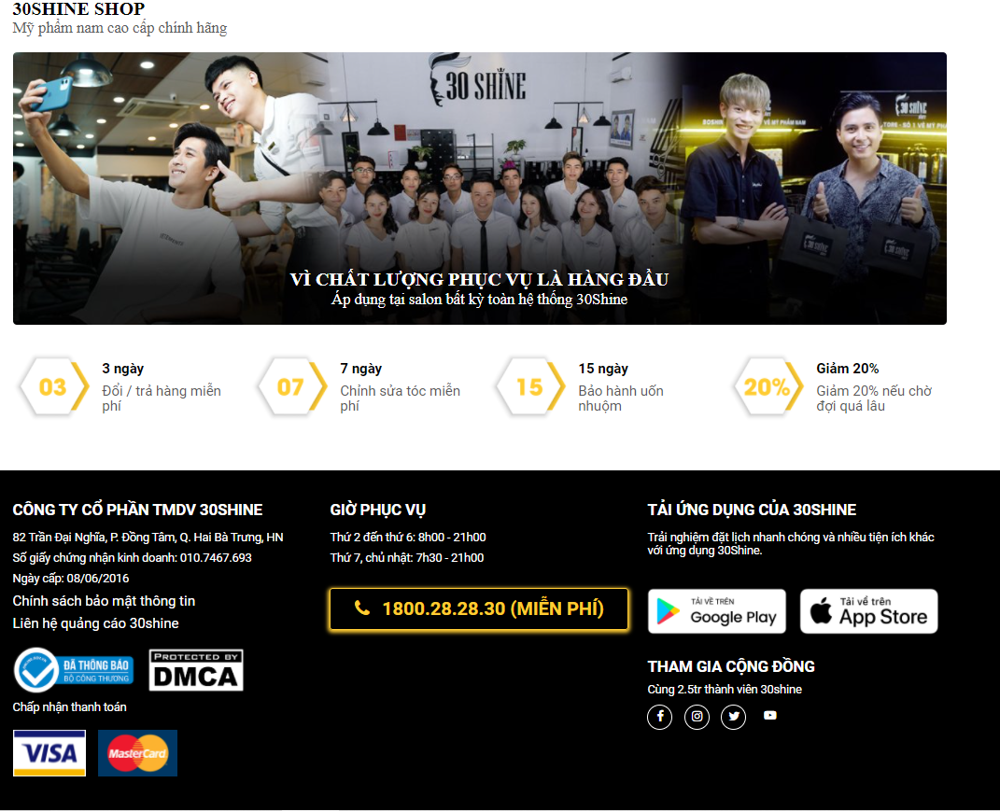 30SHINE SHOP
Mỹ phẩm nam cao cấp chính hãng
30 SHINE
30 SHINE
VÌ CHẤT LƯỢNG PHỤC VỤ LÀ HÀNG ĐẦU
Áp dụng tại salon bất kỳ toàn hệ thống 30Shine
03
3 ngày
Đổi / trả hàng miễn
phí
07
7 ngày
Chỉnh sửa tóc miễn
phí
15
15 ngày
Bảo hành uốn
nhuộm
20%
Giảm 20%
Giảm 20% nếu chờ
đợi quá lâu
CÔNG TY CỔ PHẦN TMDV 30SHINE
82 Trần Đại Nghĩa, P. Đồng Tâm, Q. Hai Bà Trưng, HN
Số giấy chứng nhận kinh doanh: 010.7467.693
Ngày cấp: 08/06/2016
Chính sách bảo mật thông tin
Liên hệ quảng cáo 30shine
ĐÃ THÔNG BÁO
BỘ CÔNG THƯƠNG
PROTECTED BY
DMCA
Chấp nhận thanh toán
VISA
MasterCard
GIỜ PHỤC VỤ
Thứ 2 đến thứ 6: 8h00 - 21h00
Thứ 7, chủ nhật: 7h30 - 21h00
1800.28.28.30 (MIỄN PHÍ)
TẢI ỨNG DỤNG CỦA 30SHINE
Trải nghiệm đặt lịch nhanh chóng và nhiều tiện ích khác
với ứng dụng 30Shine.
TẢI VỀ TRÊN
Google Play
Tải về trên
App Store
THAM GIA CỘNG ĐỒNG
Cùng 2.5tr thành viên 30shine